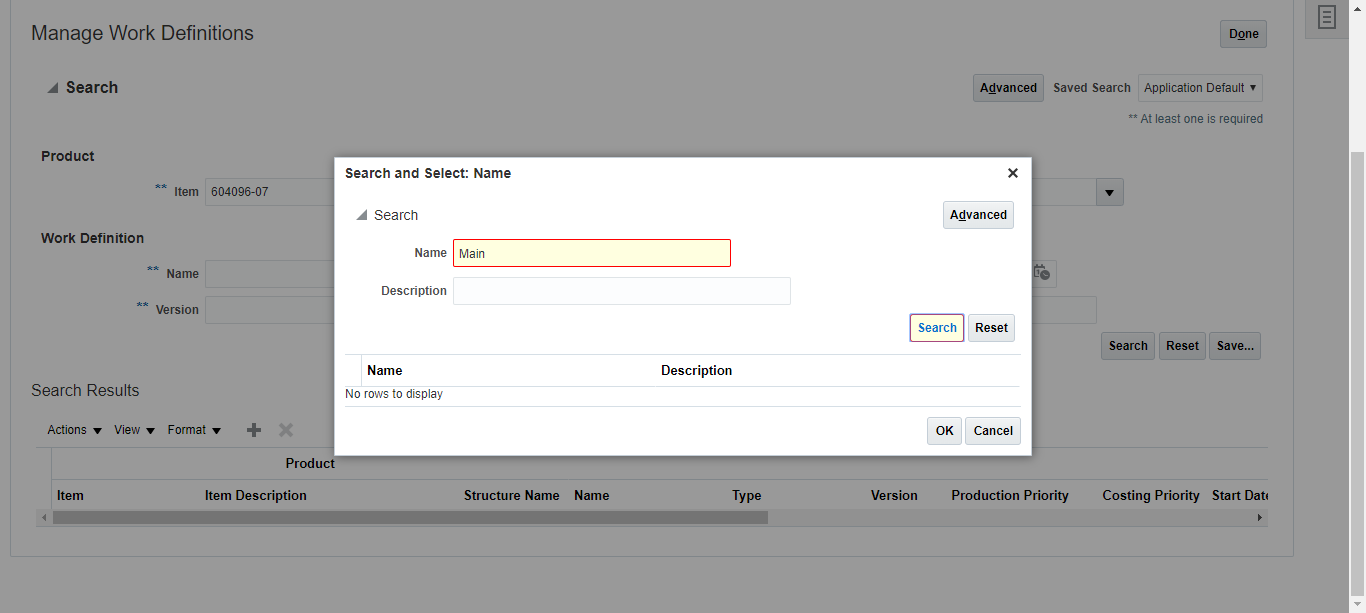 Manage Work Definitions
Done
Search
Advanced Saved Search Application Default
** At least one is required
Product
** Item 604096-07
Work Definition
** Name
** Version
Search Reset Save...
Search and Select: Name
Search
Advanced
Name Main
Description
Search Reset
Name Description
No rows to display
OK Cancel
Search Results
Actions View Format
Product
Item Item Description Structure Name Name Type Version Production Priority Costing Priority Start Date